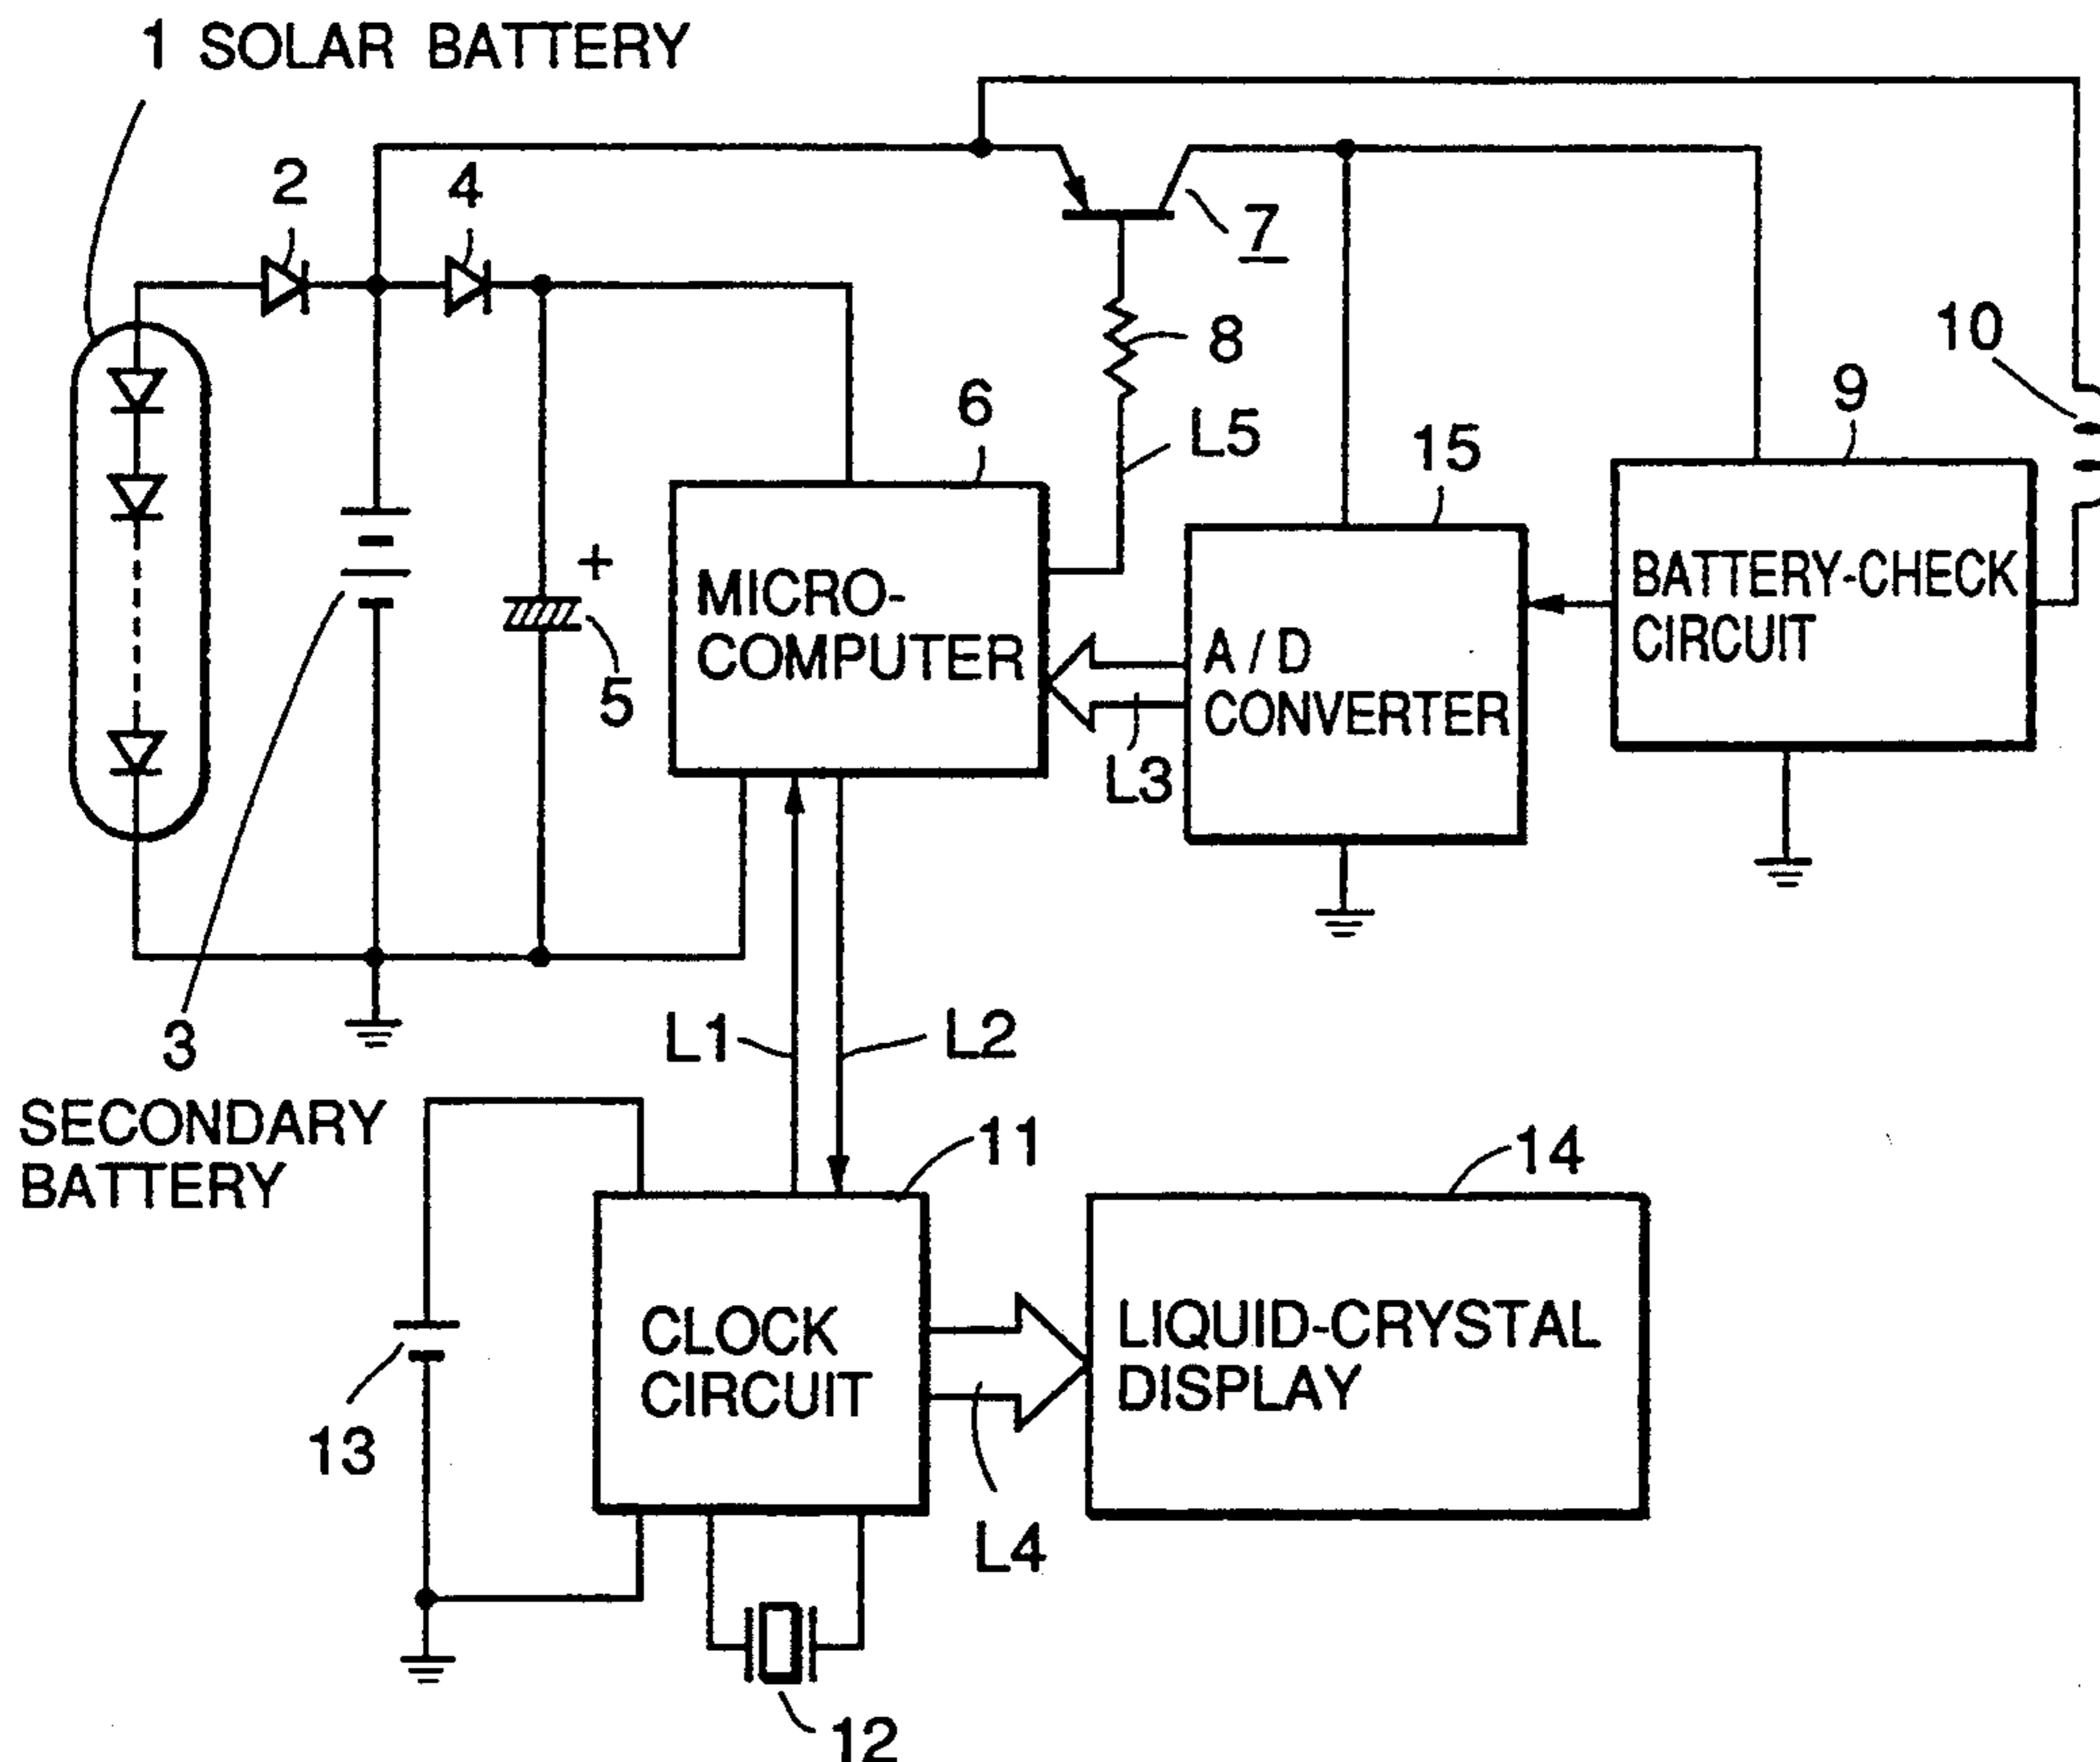 1 SOLAR BATTERY
2
4
7
8
10
6
L5
9
15
+
MICRO-
COMPUTER
BATTERY-CHECK
CIRCUIT
A / D
CONVERTER
5
L3
3
SECONDARY
BATTERY
L1
L2
11
14
CLOCK
CIRCUIT
LIQUID-CRYSTAL
DISPLAY
13
L4
12